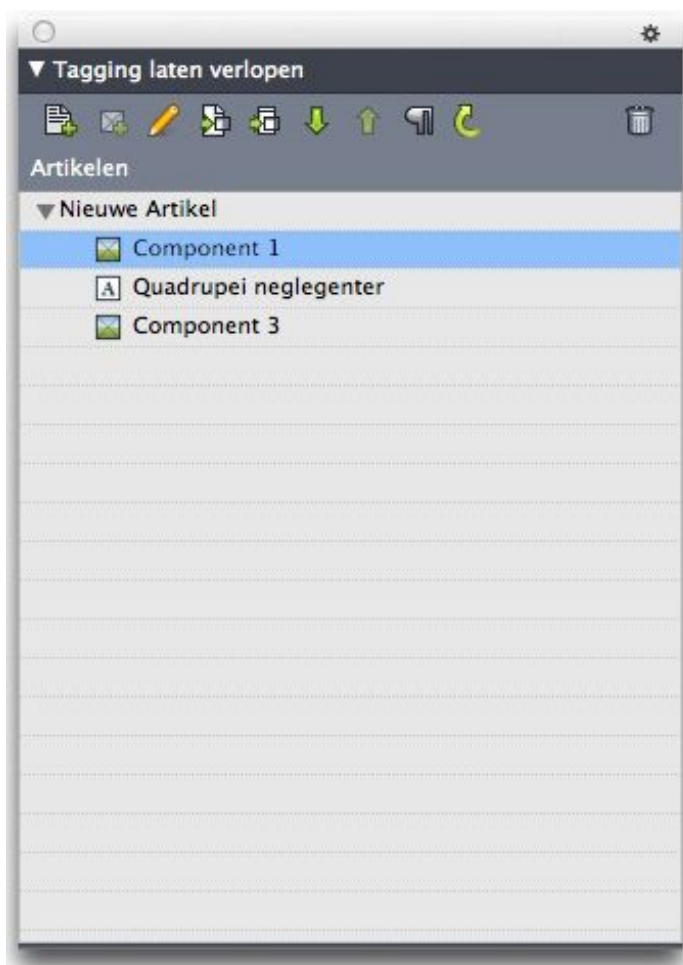 Tagging laten verlopen
Artikelen
Nieuwe Artikel
Component 1
A Quadrupei neglegenter
Component 3